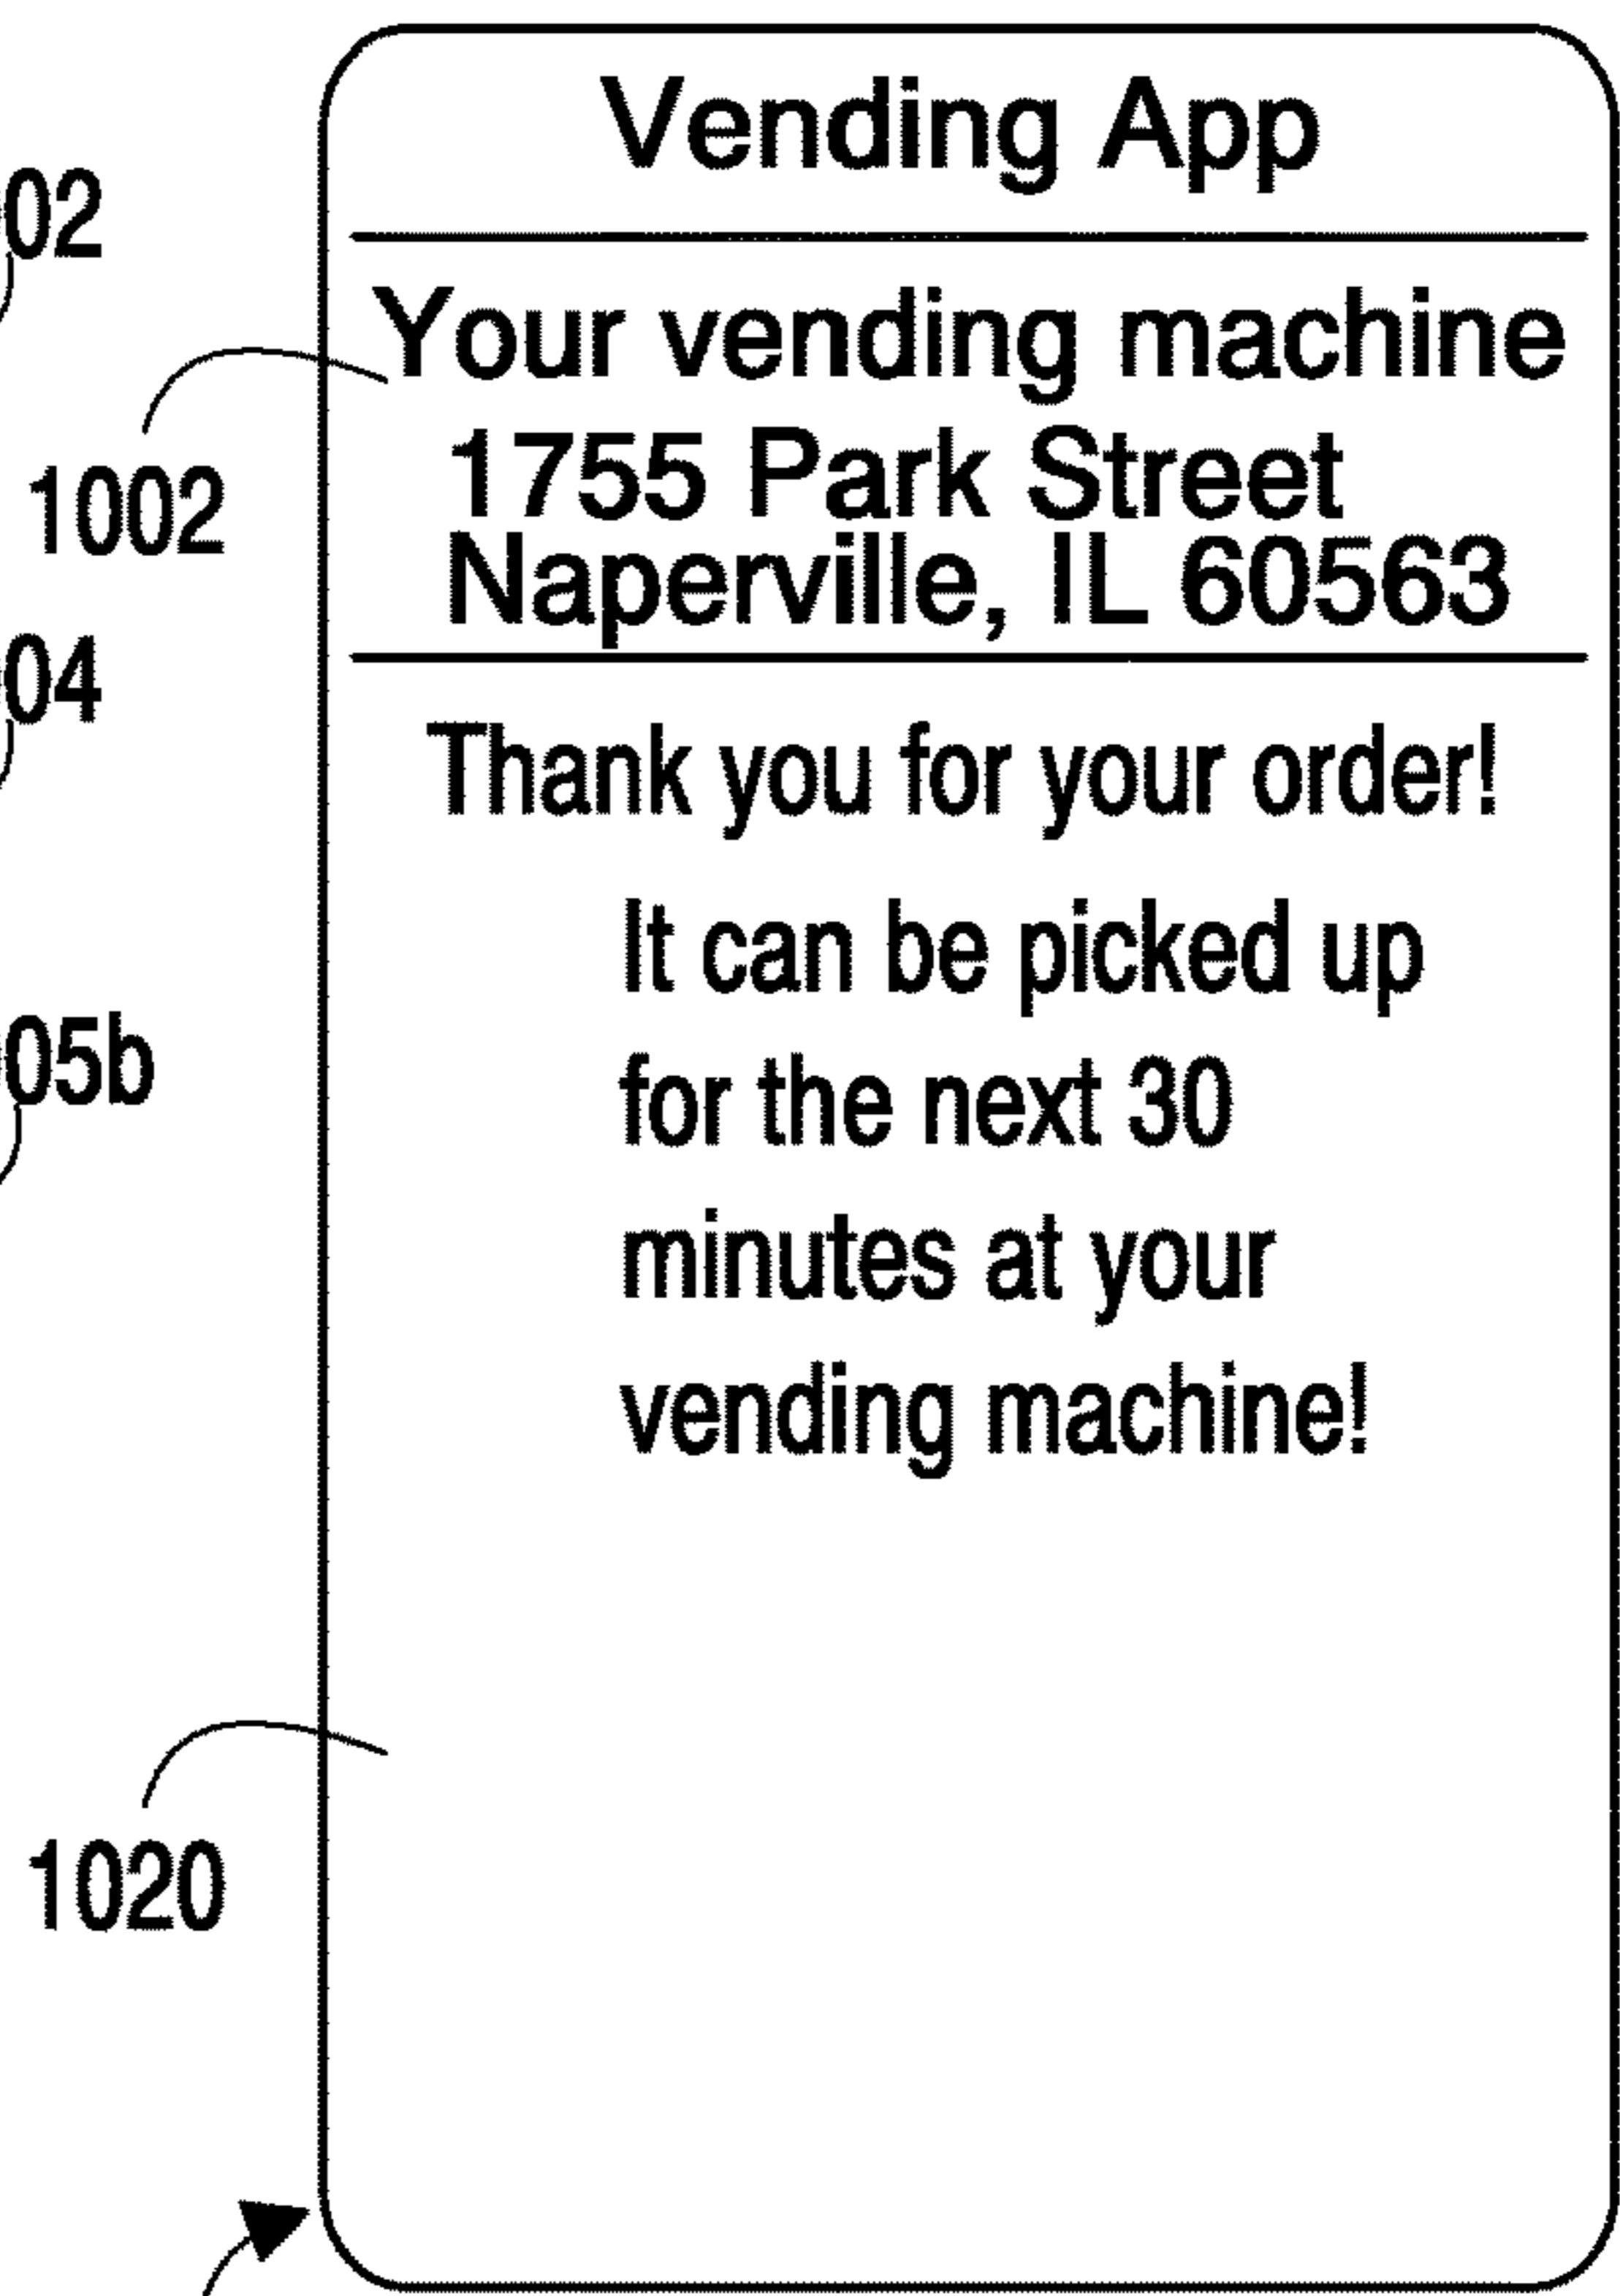 Vending App
02
Your vending machine
1002
1755 Park Street
Naperville, IL 60563
04
Thank you for your order!
It can be picked up
05b
for the next 30
minutes at your
vending machine!
1020